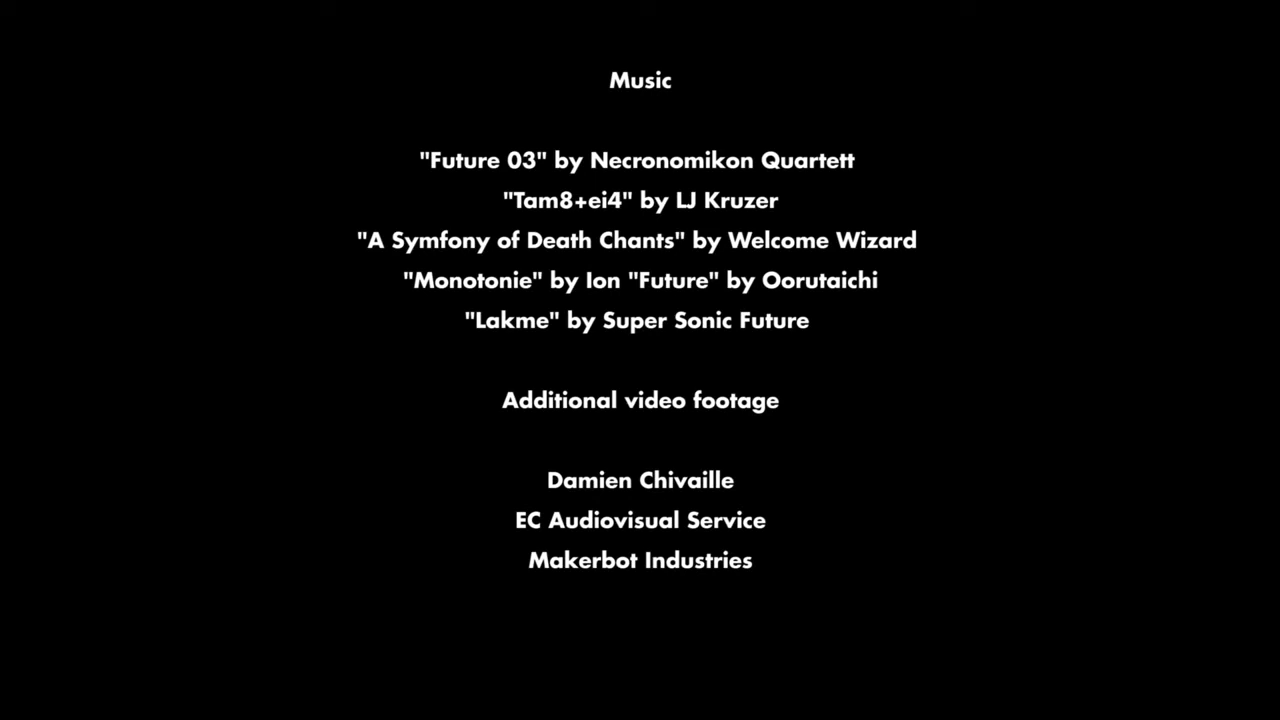 Music
"Future 03" by Necronomikon Quartett
"Tam8+ei4" by LJ Kruzer
"A Symfony of Death Chants" by Welcome Wizard
"Monotonie" by Ion "Future" by Oorutaichi
"Lakme" by Super Sonic Future
Additional video footage
Damien Chivaille
EC Audiovisual Service
Makerbot Industries